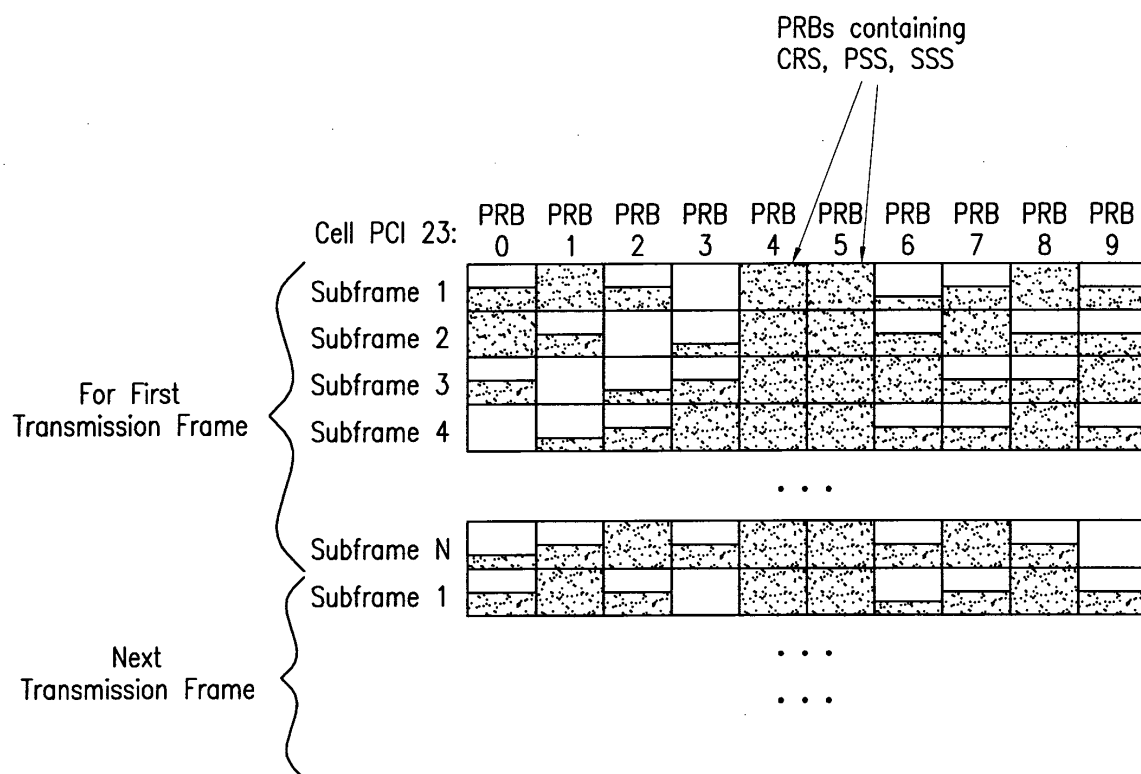 PRBs containing
CRS, PSS, SSS
Cell PCI 23:
PRB 0 PRB 1 PRB 2 PRB 3 PRB 4 PRB 5 PRB 6 PRB 7 PRB 8 PRB 9
Subframe 1
Subframe 2
Subframe 3
Subframe 4
For First
Transmission Frame
. . .
Subframe N
Subframe 1
Next
Transmission Frame
. . .
. . .